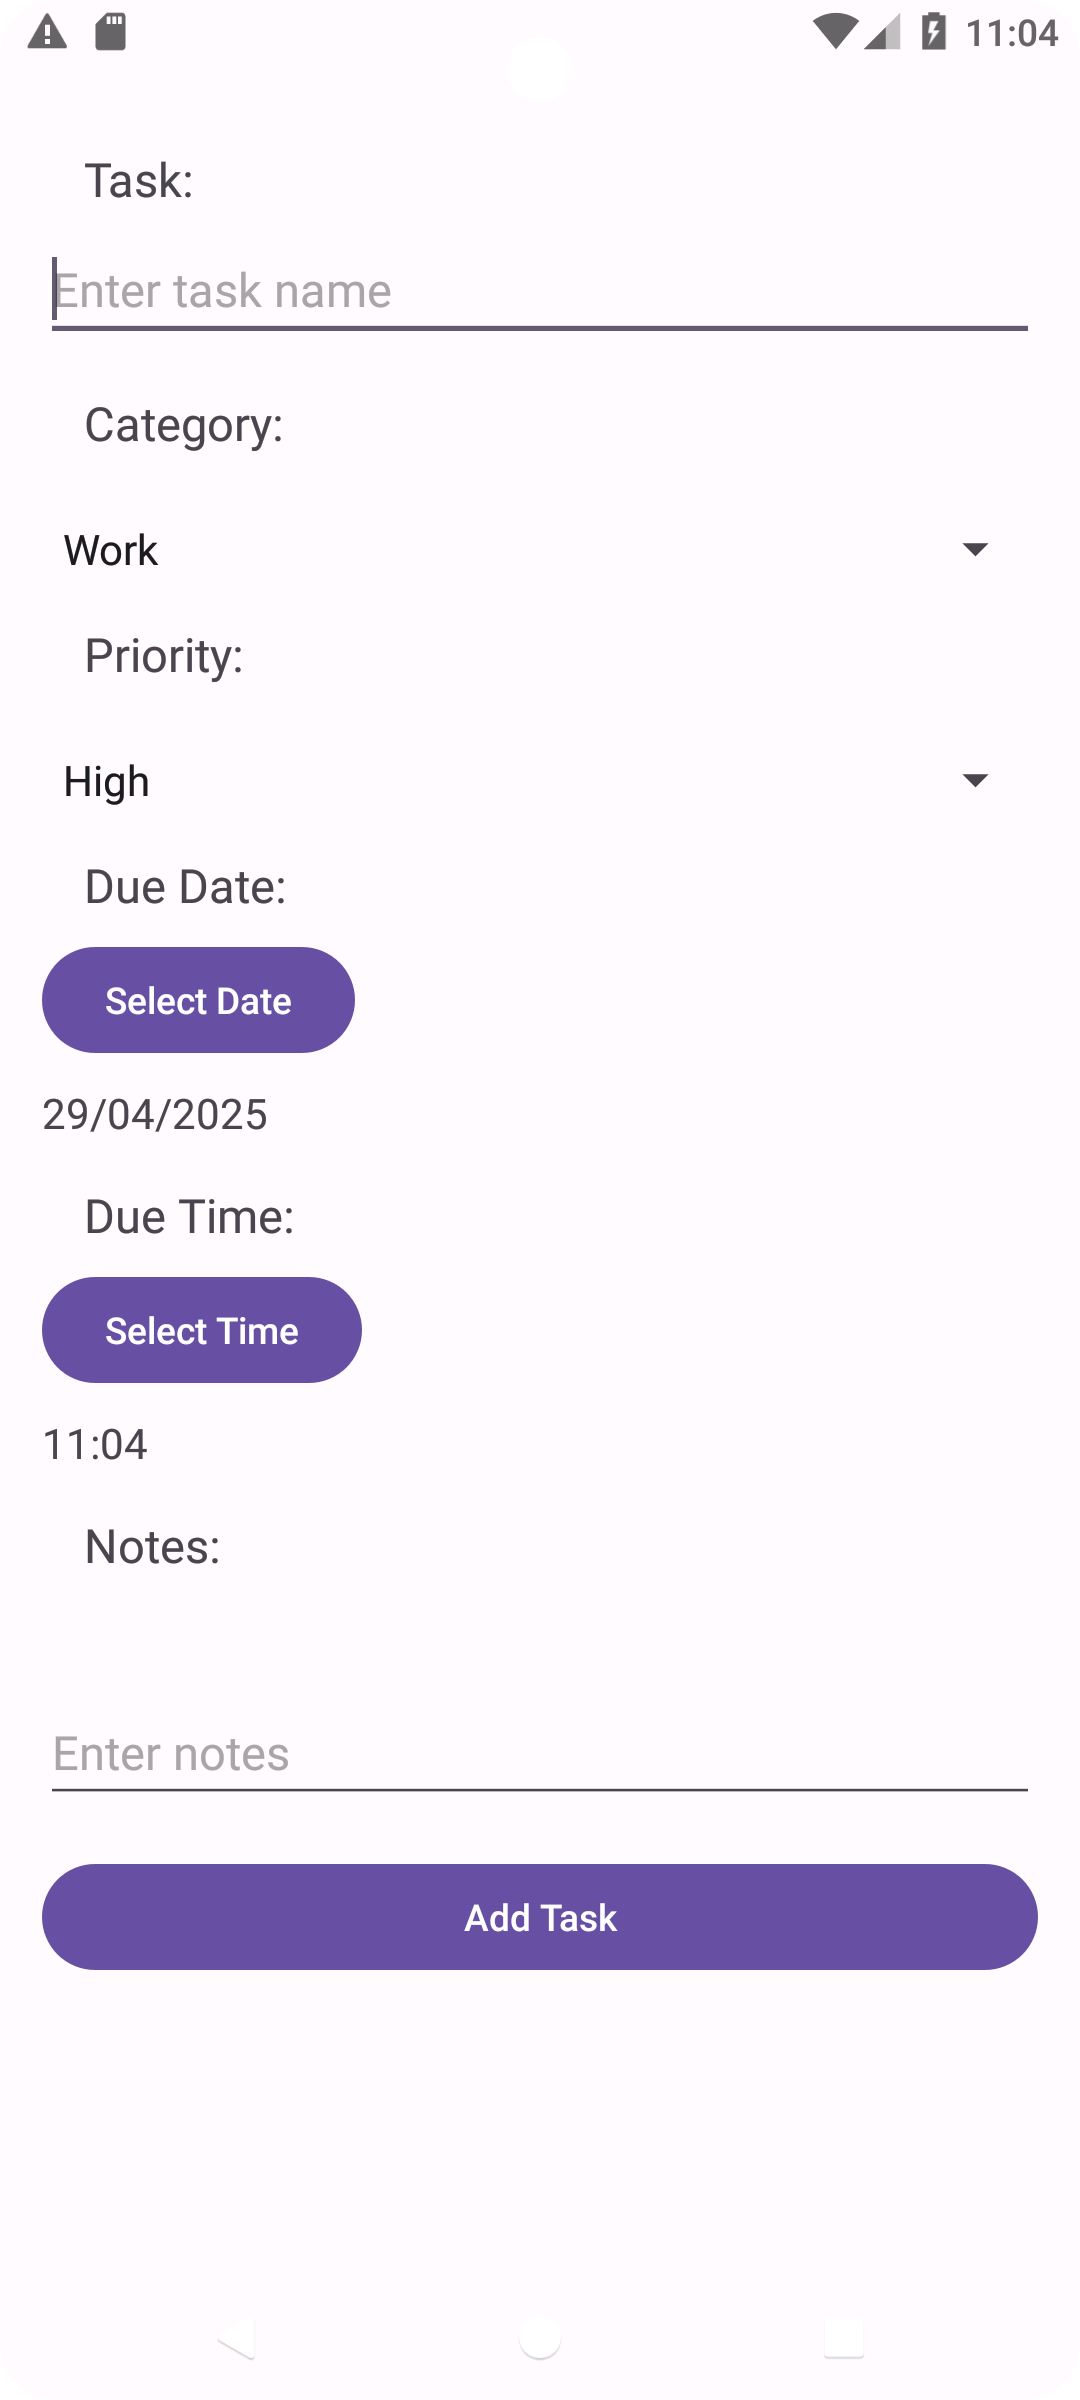 11:04
Task:
Enter task name
Category:
Work
Priority:
High
Due Date:
Select Date
29/04/2025
Due Time:
Select Time
11:04
Notes:
Enter notes
Add Task